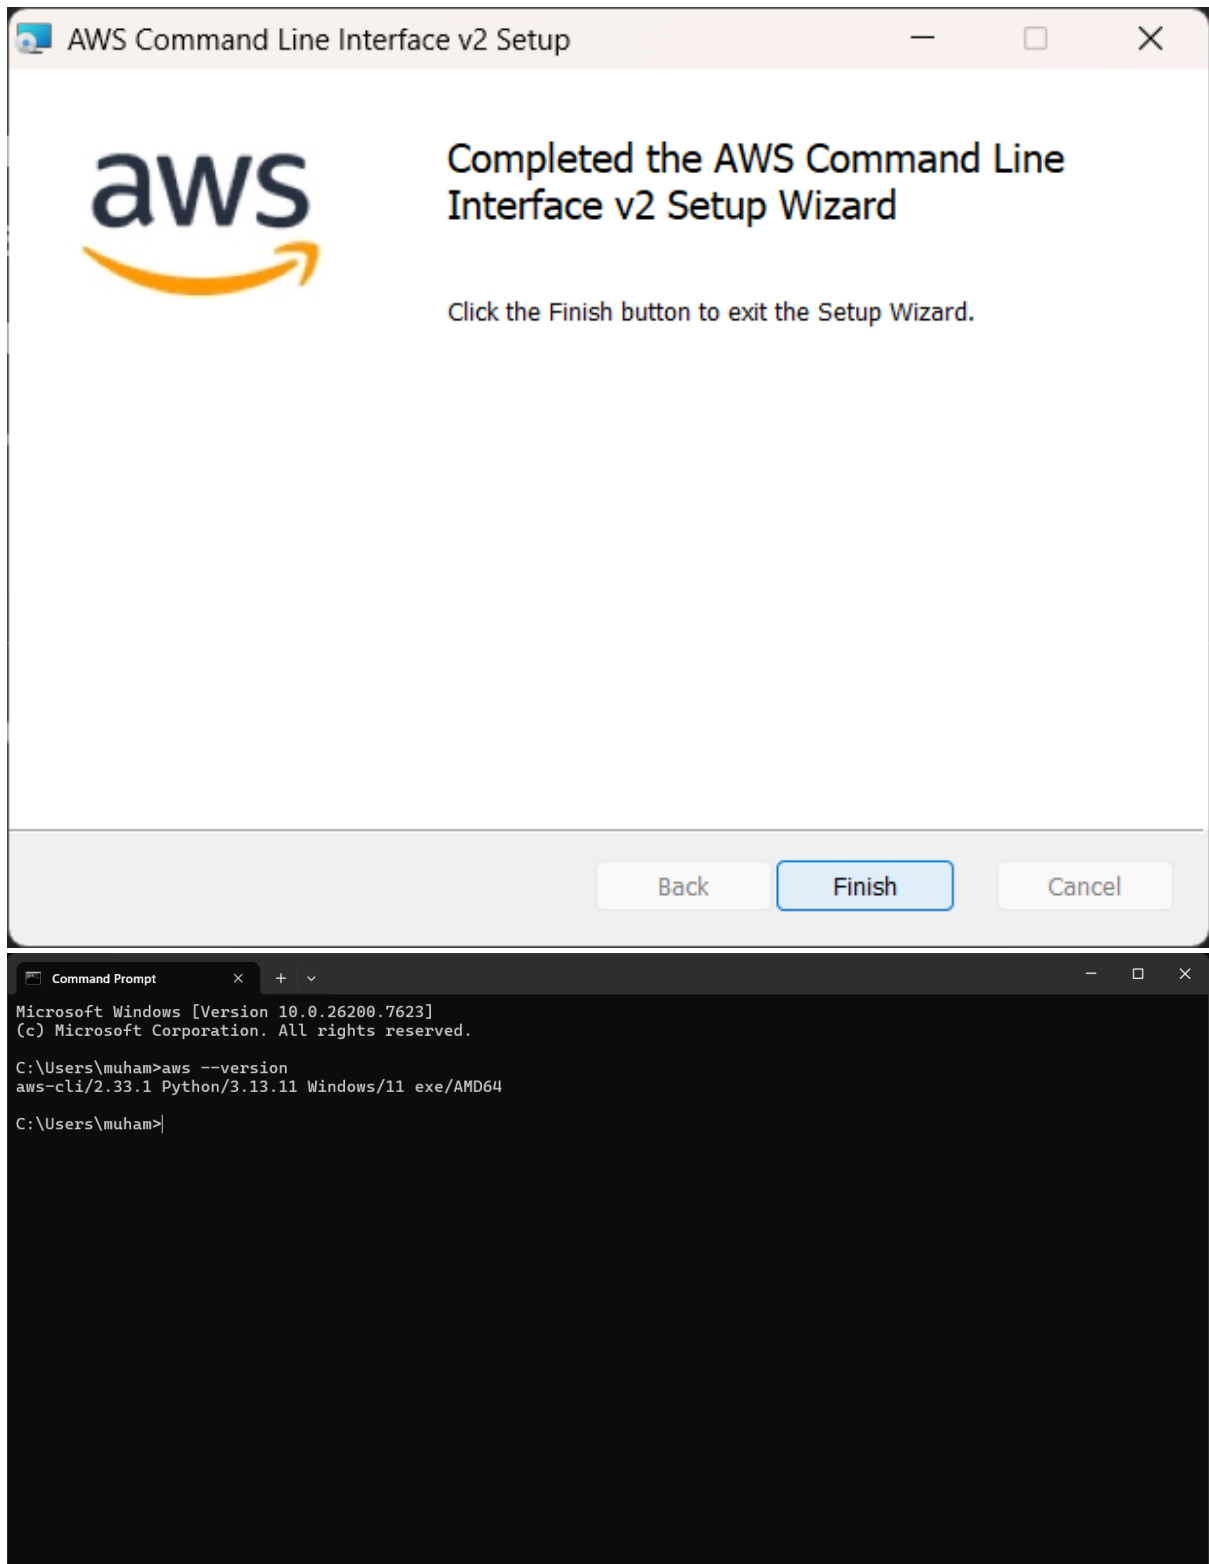 AWS Command Line Interface v2 Setup
aws
Completed the AWS Command Line
Interface v2 Setup Wizard
Click the Finish button to exit the Setup Wizard.
Back
Finish
Cancel
Command Prompt
Microsoft Windows [Version 10.0.26200.7623]
(c) Microsoft Corporation. All rights reserved.
C:\Users\muham>aws --version
aws-cli/2.33.1 Python/3.13.11 Windows/11 exe/AMD64
C:\Users\muham>